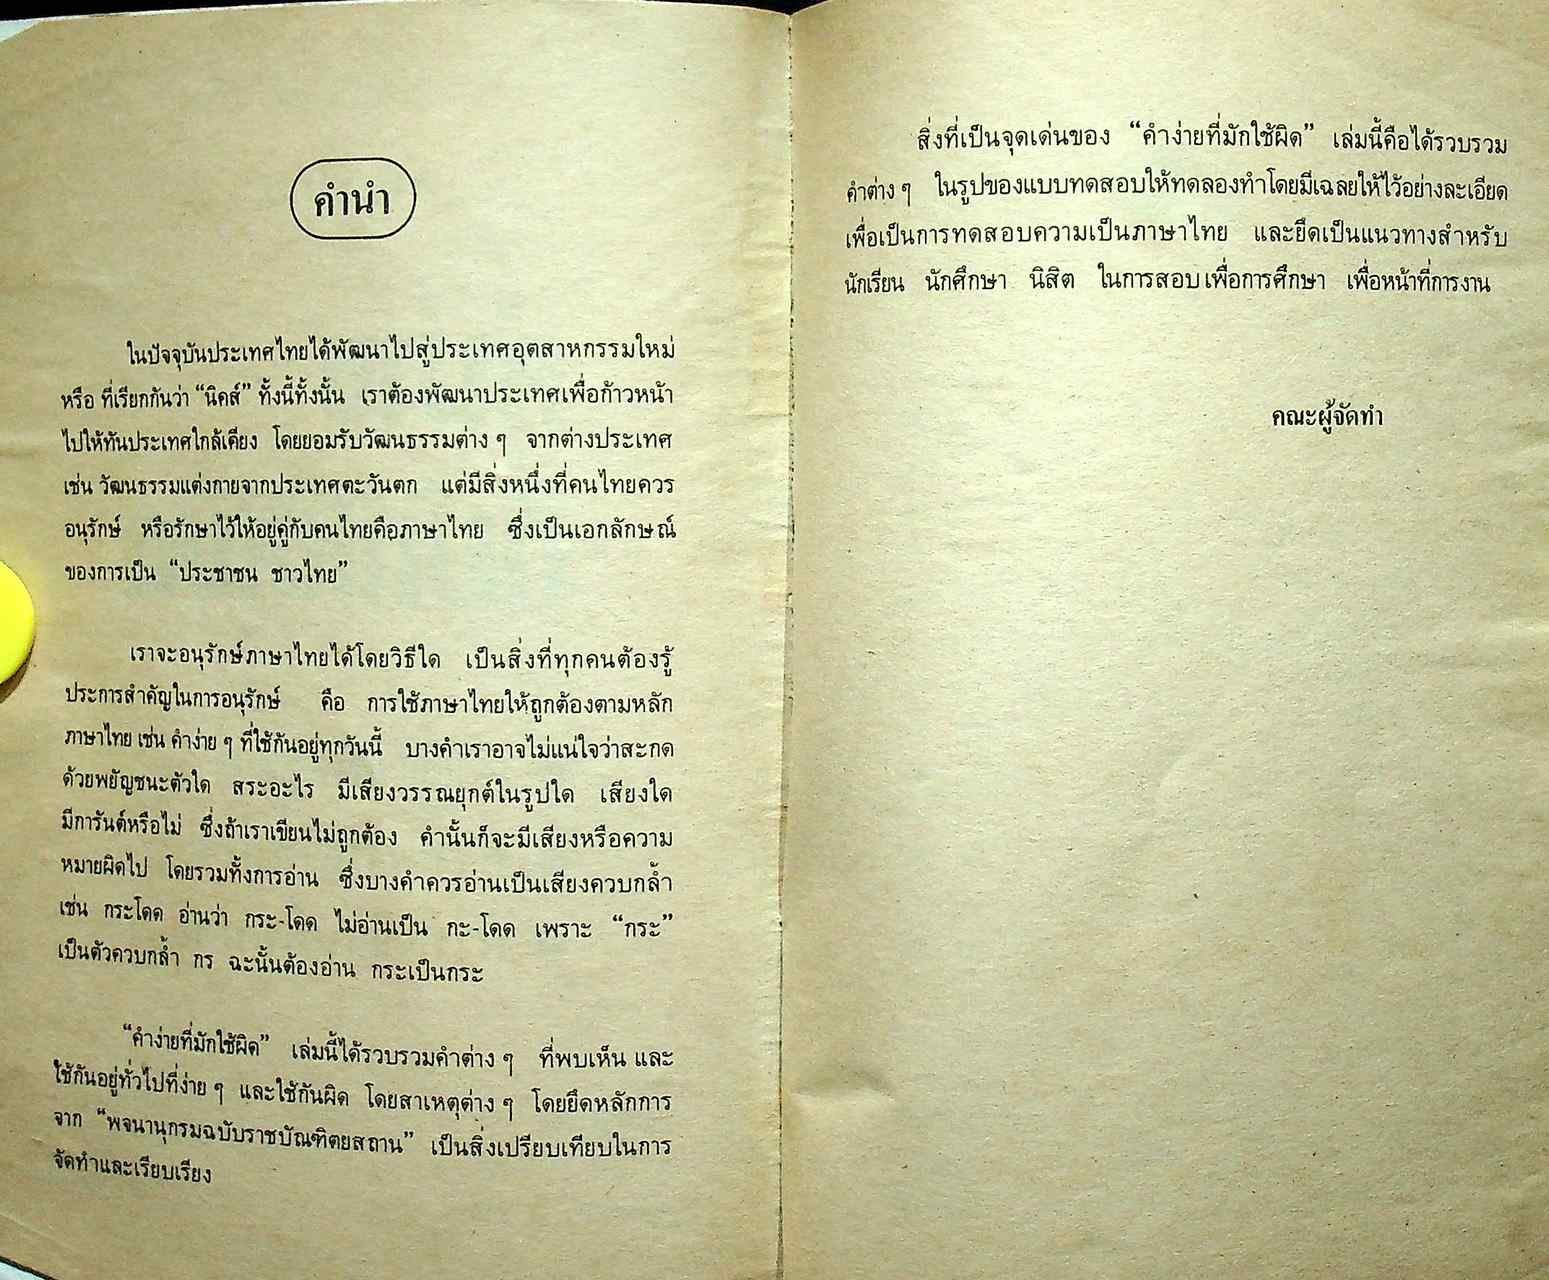 คำนำ
ในปัจจุบันประเทศไทยได้พัฒนาไปสู่ประเทศอุตสาหกรรมใหม่
หรือ ที่เรียกกันว่า “นิคส์” ทั้งนี้ทั้งนั้น เราต้องพัฒนาประเทศเพื่อก้าวหน้า
ไปให้ทันประเทศใกล้เคียง โดยยอมรับวัฒนธรรมต่าง ๆ จากต่างประเทศ
เช่น วัฒนธรรมแต่งกายจากประเทศตะวันตก แต่มีสิ่งหนึ่งที่คนไทยควร
อนุรักษ์ หรือรักษาไว้ให้อยู่คู่กับคนไทยคือภาษาไทย ซึ่งเป็นเอกลักษณ์
ของการเป็น “ประชาชน ชาวไทย”
เราจะอนุรักษ์ภาษาไทยได้โดยวิธีใด เป็นสิ่งที่ทุกคนต้องรู้
ประการสำคัญในการอนุรักษ์ คือ การใช้ภาษาไทยให้ถูกต้องตามหลัก
ภาษาไทย เช่น คำง่าย ๆ ที่ใช้กันอยู่ทุกวันนี้ บางคำเราอาจไม่แน่ใจว่าสะกด
ด้วยพยัญชนะตัวใด สระอะไร มีเสียงวรรณยุกต์ในรูปใด เสียงใด
มีการันต์หรือไม่ ซึ่งถ้าเราเขียนไม่ถูกต้อง คำนั้นก็จะมีเสียงหรือความ
หมายผิดไป โดยรวมทั้งการอ่าน ซึ่งบางคำควรอ่านเป็นเสียงควบกล้ำ
เช่น กระโดด อ่านว่า กระ-โดด ไม่อ่านเป็น กะ-โดด เพราะ “กระ”
เป็นตัวควบกล้ำ กร ฉะนั้นต้องอ่าน กระเป็นกระ
“คำง่ายที่มักใช้ผิด” เล่มนี้ได้รวบรวมคำต่าง ๆ ที่พบเห็น และ
ใช้กันอยู่ทั่วไปที่ง่าย ๆ และใช้กันผิด โดยสาเหตุต่าง ๆ โดยยึดหลักการ
จาก “พจนานุกรมฉบับราชบัณฑิตยสถาน” เป็นสิ่งเปรียบเทียบในการ
จัดทำและเรียบเรียง
สิ่งที่เป็นจุดเด่นของ “คำง่ายที่มักใช้ผิด” เล่มนี้คือได้รวบรวม
คำต่าง ๆ ในรูปของแบบทดสอบให้ทดลองทำโดยมีเฉลยให้ไว้อย่างละเอียด
เพื่อเป็นการทดสอบความเป็นภาษาไทย และยึดเป็นแนวทางสำหรับ
นักเรียน นักศึกษา นิสิต ในการสอบเพื่อการศึกษา เพื่อหน้าที่การงาน
คณะผู้จัดทำ